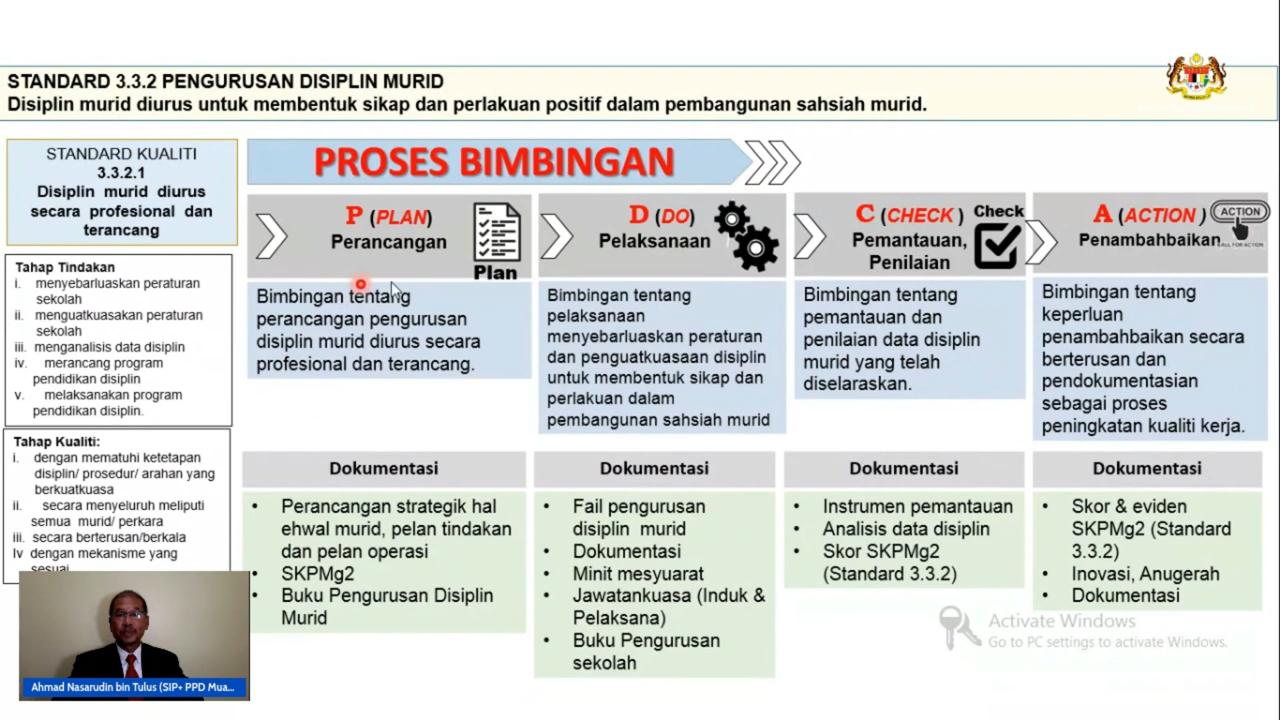 STANDARD 3.3.2 PENGURUSAN DISIPLIN MURID
Disiplin murid diurus untuk membentuk sikap dan perlakuan positif dalam pembangunan sahsiah murid.
STANDARD KUALITI
3.3.2.1
Disiplin murid diurus
secara profesional dan
terancang
Tahap Tindakan
i. menyebarluaskan peraturan
sekolah
ii. menguatkuasakan peraturan
sekolah
iii. menganalisis data disiplin
iv. merancang program
pendidikan disiplin
v. melaksanakan program
pendidikan disiplin.
Tahap Kualiti:
i. dengan mematuhi ketetapan
disiplin/ prosedur/ arahan yang
berkuatkuasa
ii. secara menyeluruh meliputi
semua murid/ perkara
iii. secara berterusan/berkala
Iv dengan mekanisme yang
sesuai
PROSES BIMBINGAN
P (PLAN)
Perancangan
Plan
Bimbingan tentang
perancangan pengurusan
disiplin murid diurus secara
profesional dan terancang.
D (DO)
Pelaksanaan
Bimbingan tentang
pelaksanaan
menyebarluaskan peraturan
dan penguatkuasaan disiplin
untuk membentuk sikap dan
perlakuan dalam
pembangunan sahsiah murid
C (CHECK )
Pemantauan,
Penilaian
Check
Bimbingan tentang
pemantauan dan
penilaian data disiplin
murid yang telah
diselaraskan.
A (ACTION )
Penambahbaikan
ACTION
CALL FOR ACTION
Bimbingan tentang
keperluan
penambahbaikan secara
berterusan dan
pendokumentasian
sebagai proses
peningkatan kualiti kerja.
Dokumentasi
• Perancangan strategik hal
ehwal murid, pelan tindakan
dan pelan operasi
• SKPMg2
• Buku Pengurusan Disiplin
Murid
Dokumentasi
• Fail pengurusan
disiplin murid
• Dokumentasi
• Minit mesyuarat
• Jawatankuasa (Induk &
Pelaksana)
• Buku Pengurusan
sekolah
Dokumentasi
• Instrumen pemantauan
• Analisis data disiplin
• Skor SKPMg2
(Standard 3.3.2)
Dokumentasi
• Skor & eviden
SKPMg2 (Standard
3.3.2)
• Inovasi, Anugerah
• Dokumentasi
Activate Windows
Go to PC settings to activate Windows.
Ahmad Nasarudin bin Tulus (SIP+ PPD Mua...